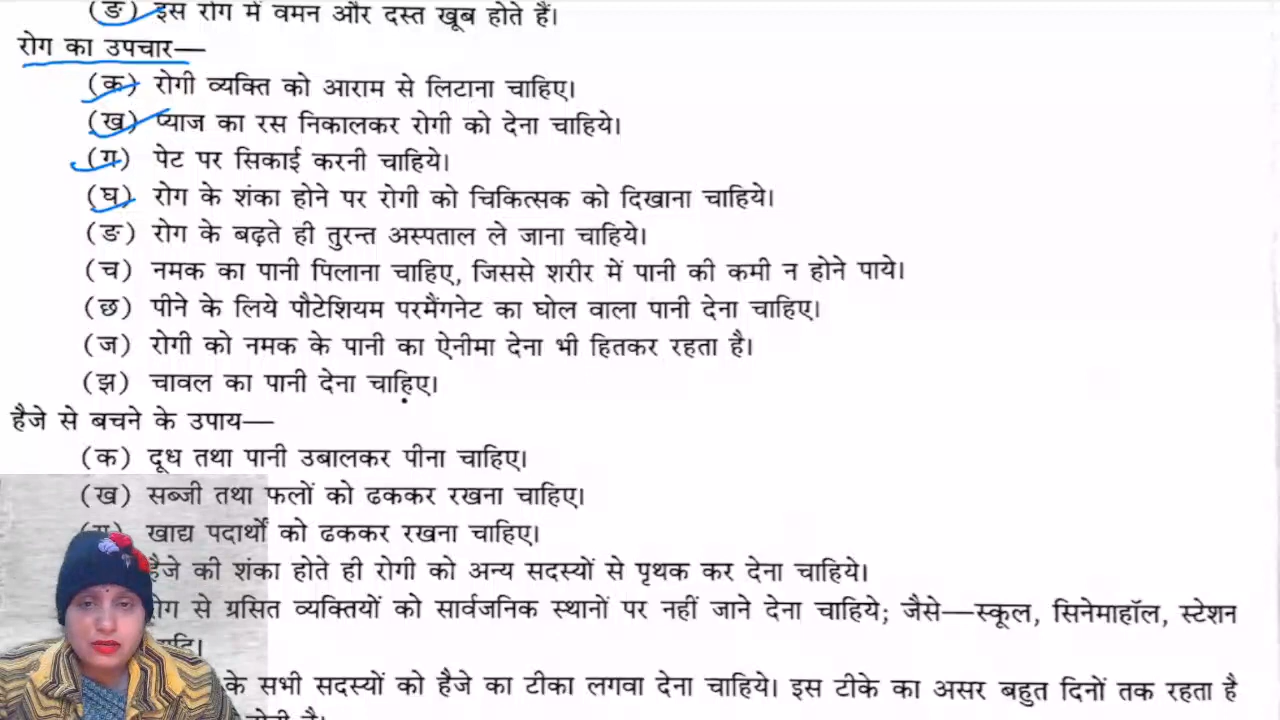 (ङ) इस रोग में वमन और दस्त खूब होते हैं।
रोग का उपचार—
(क) रोगी व्यक्ति को आराम से लिटाना चाहिए।
(ख) प्याज का रस निकालकर रोगी को देना चाहिये।
(ग) पेट पर सिकाई करनी चाहिये।
(घ) रोग के शंका होने पर रोगी को चिकित्सक को दिखाना चाहिये।
(ङ) रोग के बढ़ते ही तुरन्त अस्पताल ले जाना चाहिये।
(च) नमक का पानी पिलाना चाहिए, जिससे शरीर में पानी की कमी न होने पाये।
(छ) पीने के लिये पौटेशियम परमैंगनेट का घोल वाला पानी देना चाहिए।
(ज) रोगी को नमक के पानी का ऐनीमा देना भी हितकर रहता है।
(झ) चावल का पानी देना चाहिए।
हैजे से बचने के उपाय—
(क) दूध तथा पानी उबालकर पीना चाहिए।
(ख) सब्जी तथा फलों को ढककर रखना चाहिए।
(ग) खाद्य पदार्थों को ढककर रखना चाहिए।
हैजे की शंका होते ही रोगी को अन्य सदस्यों से पृथक कर देना चाहिये।
रोग से ग्रसित व्यक्तियों को सार्वजनिक स्थानों पर नहीं जाने देना चाहिये; जैसे—स्कूल, सिनेमाहॉल, स्टेशन
के सभी सदस्यों को हैजे का टीका लगवा देना चाहिये। इस टीके का असर बहुत दिनों तक रहता है